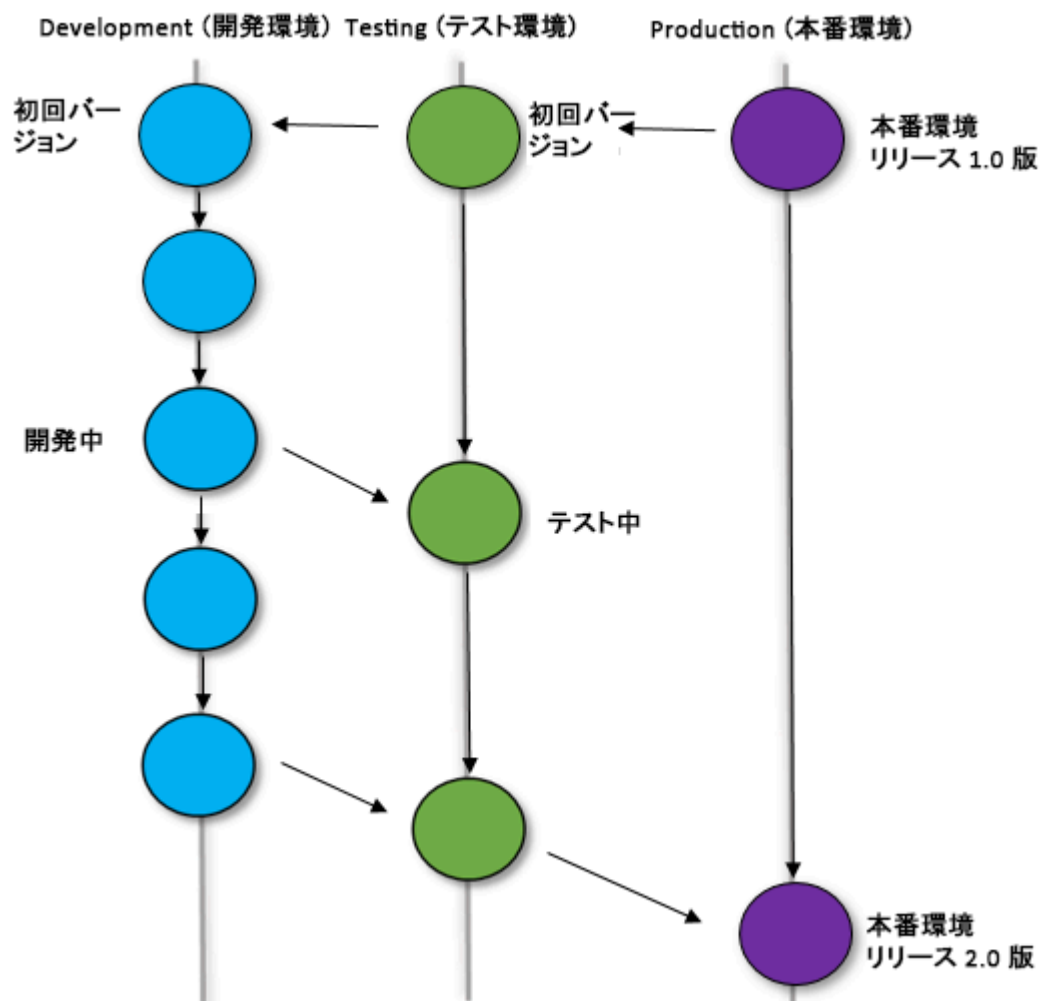 Development (開発環境) Testing (テスト環境) Production (本番環境)
初回バー
ジョン
初回バー
ジョン
本番環境
リリース 1.0 版
開発中
テスト中
本番環境
リリース 2.0 版